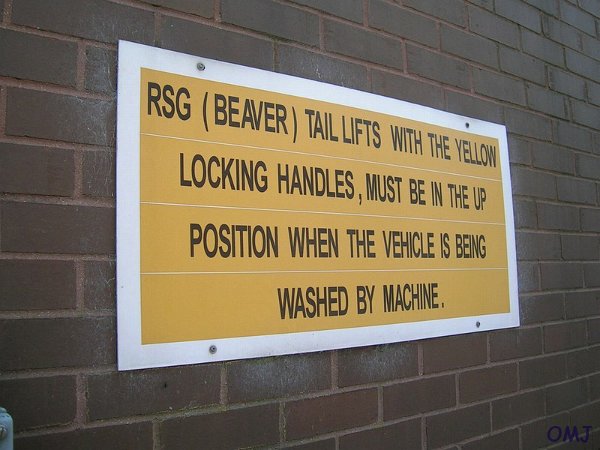 RSG (BEAVER) TAIL LIFTS WITH THE YELLOW
LOCKING HANDLES, MUST BE IN THE UP
POSITION WHEN THE VEHICLE IS BEING
WASHED BY MACHINE.
OMJ